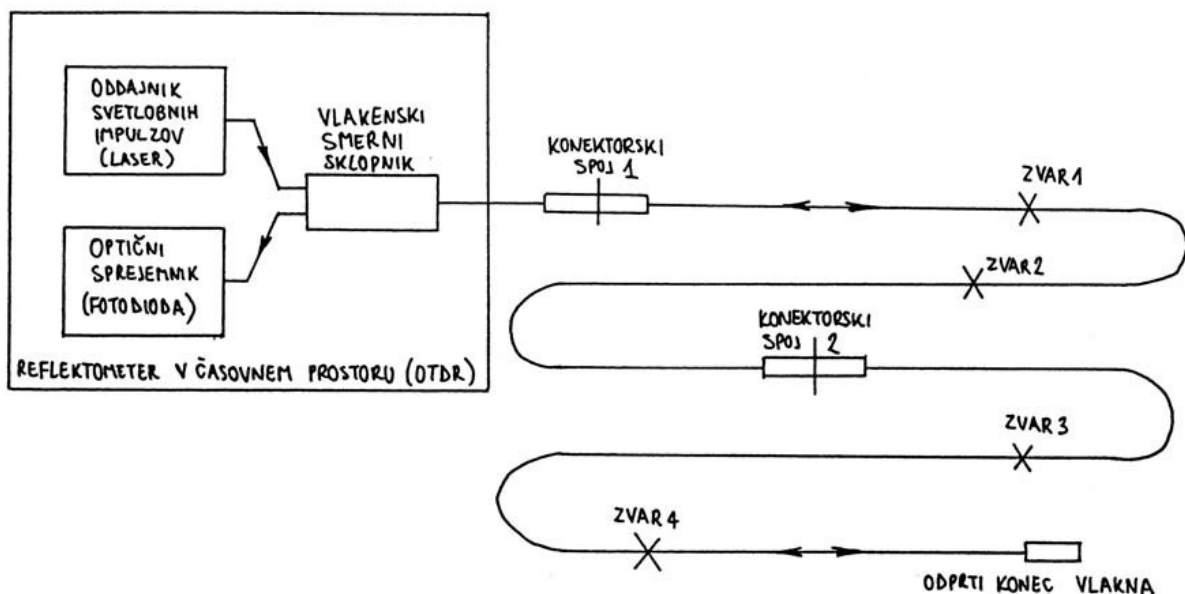 ODDAJNIK
SVETLOBNIH
IMPULZOV
(LASER)
VLAKENSKI
SMERNI
SKLOPNIK
OPTIČNI
SPREJEMNIK
(FOTODIODA)
REFLEKTOMETER V ČASOVNEM PROSTORU (OTDR)
KONEKTORSKI
SPOJ 1
ZVAR 1
ZVAR 2
KONEKTORSKI
SPOJ 2
ZVAR 3
ZVAR 4
ODPRTI KONEC VLAKNA